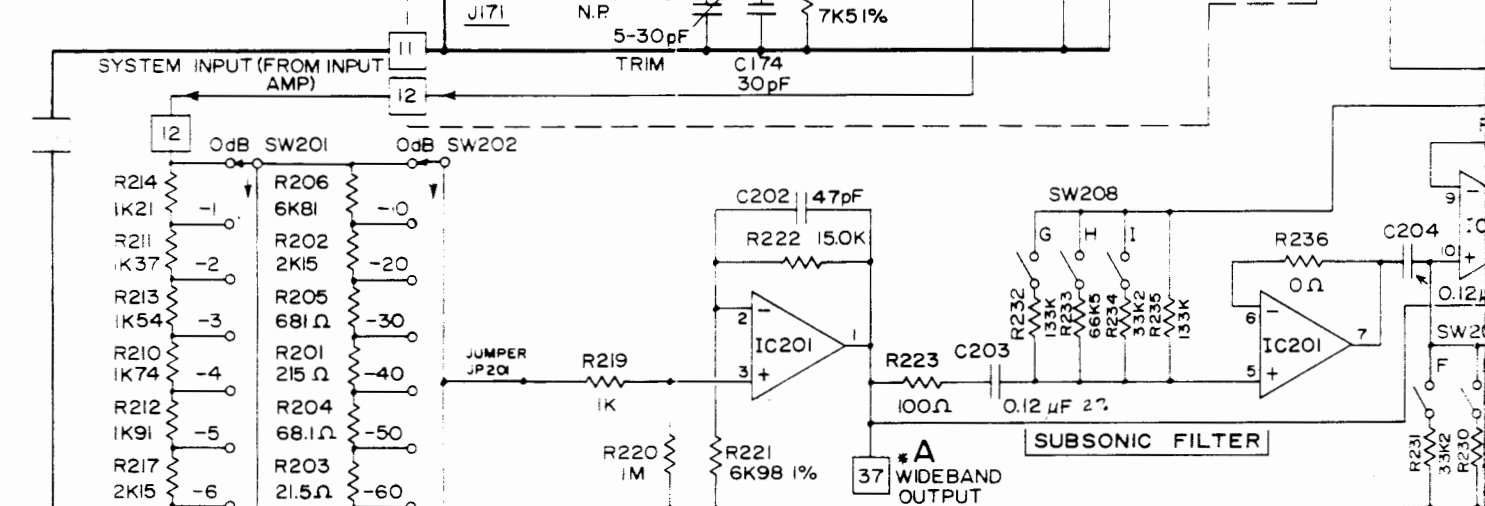 J171
N.P.
7K5 1%
5-30pF
TRIM
C174
30pF
11
SYSTEM INPUT (FROM INPUT
AMP)
12
12
0dB SW201
0dB SW202
R214
1K21
-1
R206
6K81
R211
1K37
-2
R202
2K15
-20
R213
1K54
-3
R205
681Ω
-30
R210
1K74
-4
R201
215Ω
-40
R212
1K91
-5
R204
68.1Ω
-50
R217
2K15
-6
R203
21.5Ω
-60
JUMPER
JP201
R219
1K
R220
1M
R221
6K98 1%
C202 47pF
R222 15.0K
2
-
3
+
IC201
1
37
*A
WIDEBAND
OUTPUT
R223
100Ω
C203
0.12 µF 2%
SW208
G
H
I
R232
133K
R233
66K5
R234
33K2
R235
133K
SUBSONIC FILTER
R236
0Ω
6
-
5
+
IC201
7
C204
9
10
+
F
R231
33K2
R230